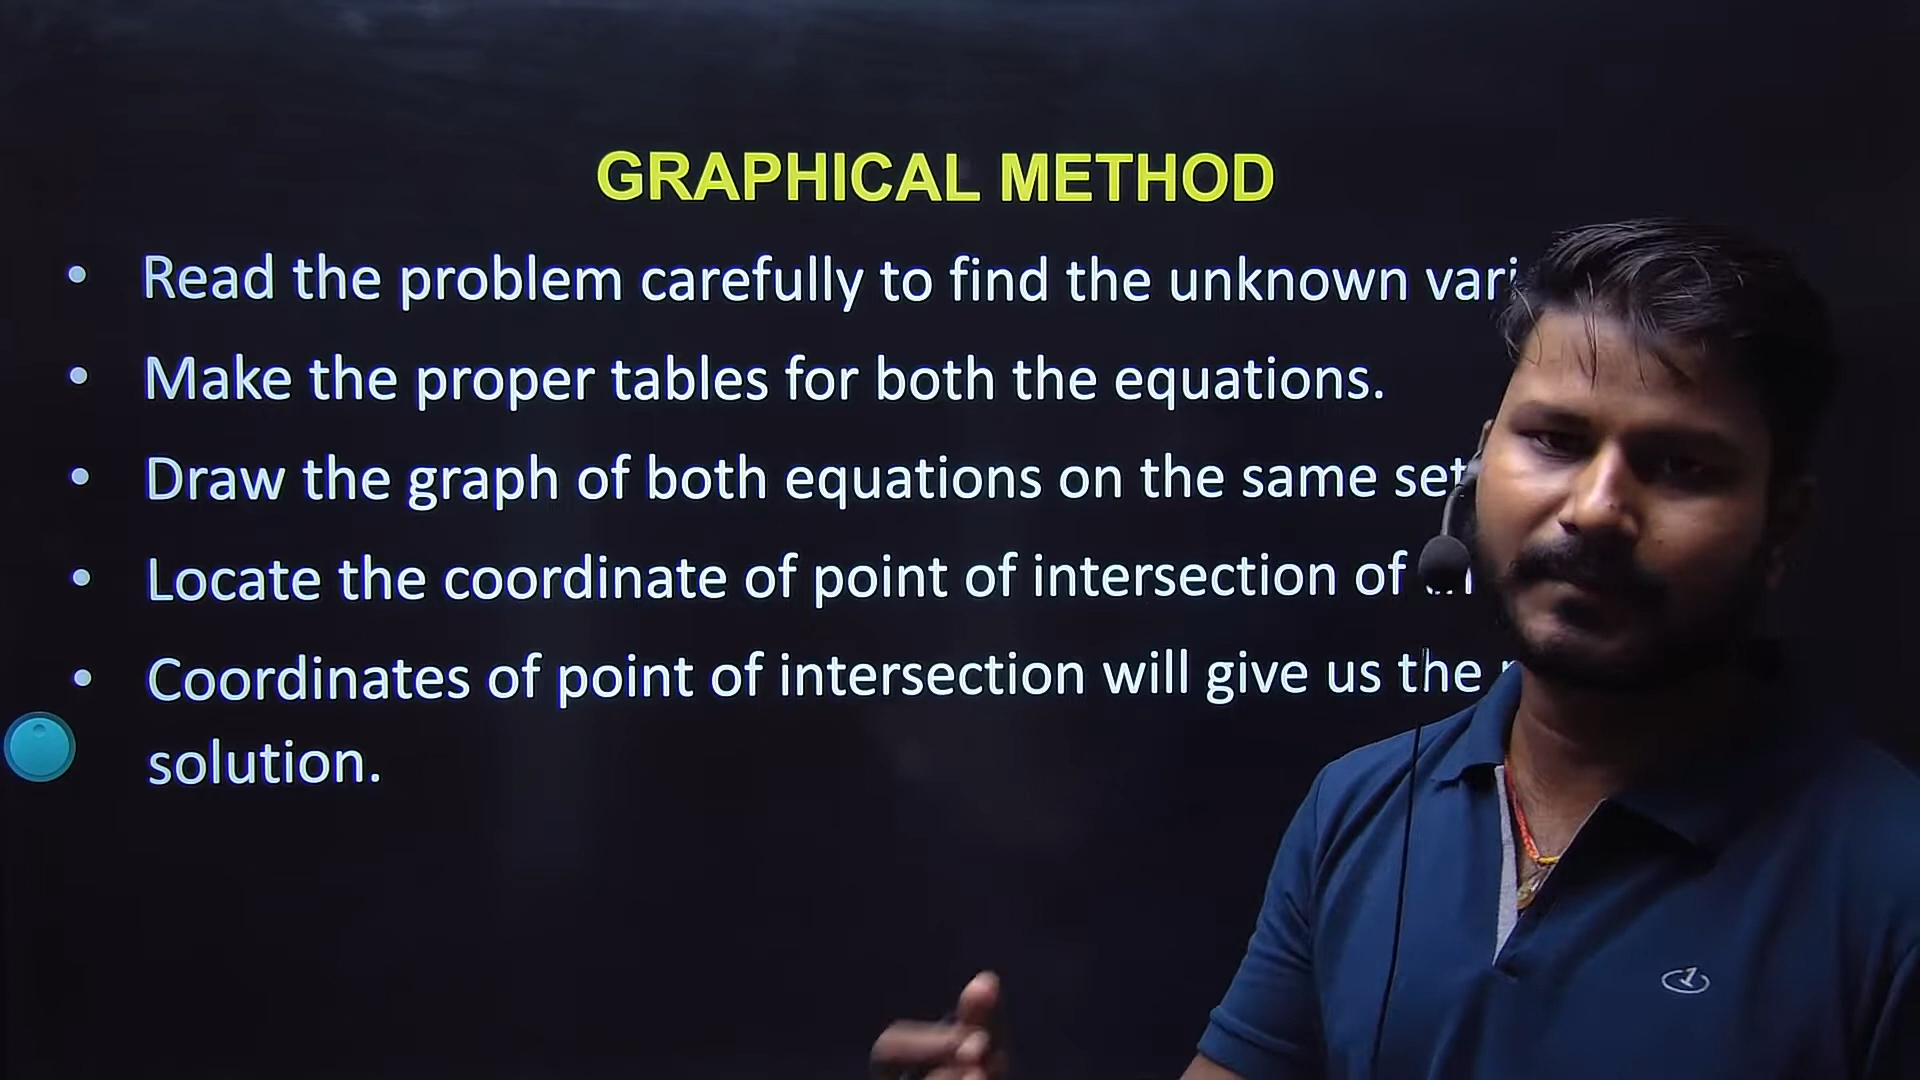 GRAPHICAL METHOD
• Read the problem carefully to find the unknown
• Make the proper tables for both the equations.
• Draw the graph of both equations on the same set
• Locate the coordinate of point of intersection of
• Coordinates of point of intersection will give us the
solution.